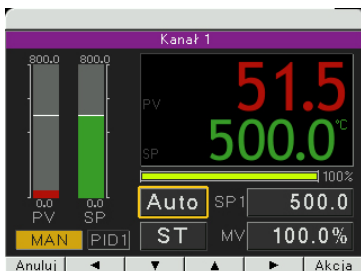 Kanał 1
800.0 800.0
PV 51.5
SP 500.0 °C
100%
0.0 0.0
PV SP
Auto SP1 500.0
MAN PID1 ST MV 100.0%
Anuluj ◄ ▼ ▲ ► Akcja